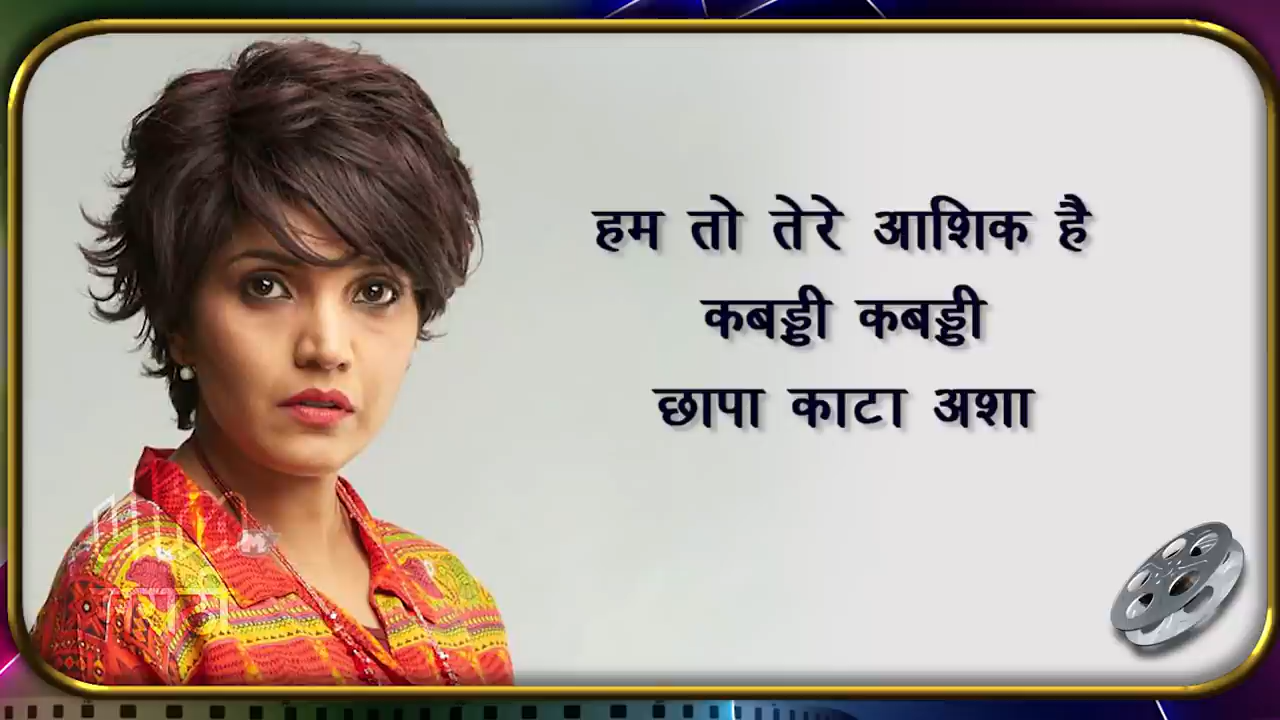 हम तो तेरे आशिक है
कबड्डी कबड्डी
छापा काटा अशा